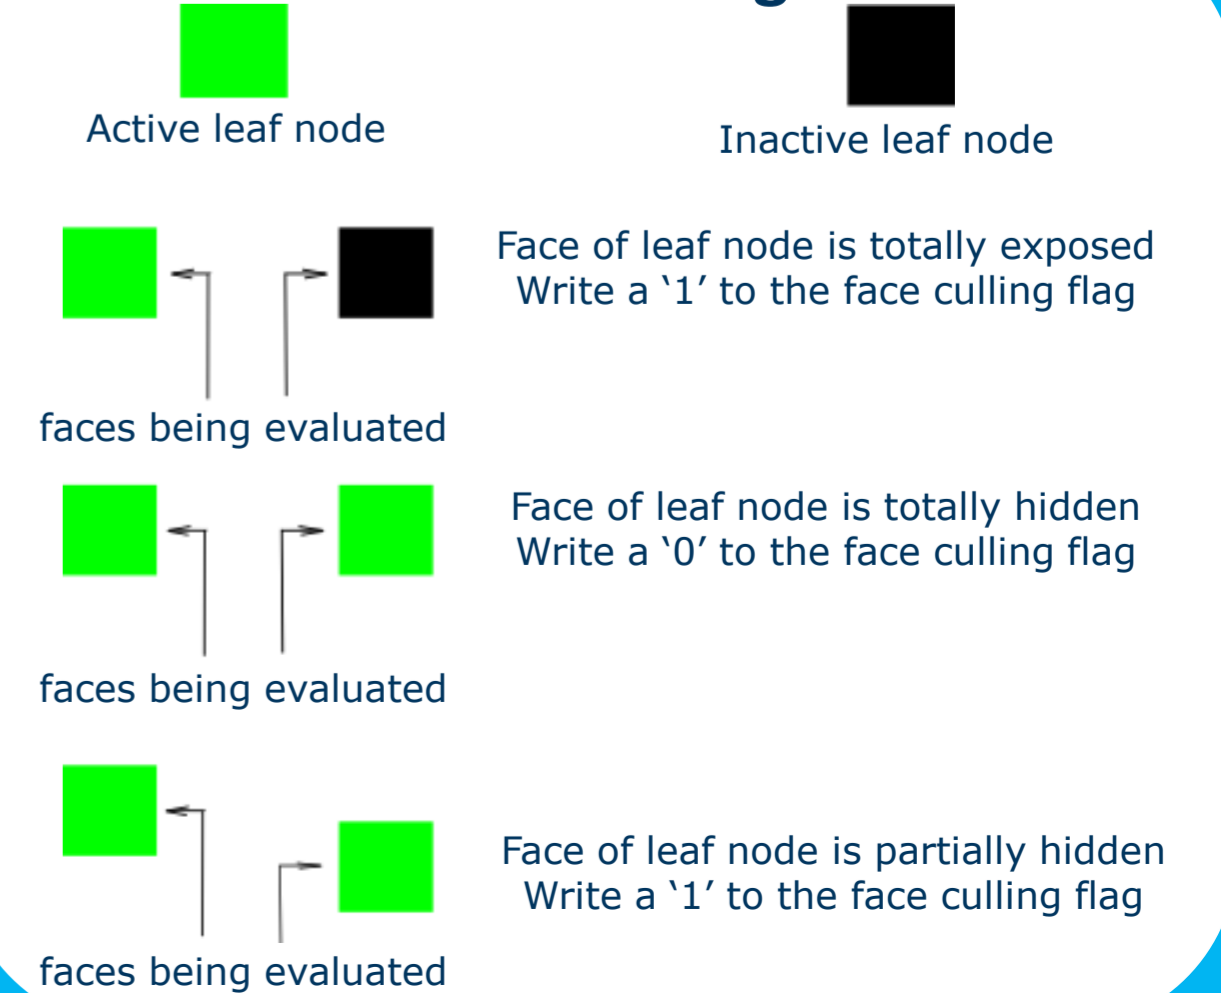 Active leaf node
Inactive leaf node
Face of leaf node is totally exposed
Write a ‘1’ to the face culling flag
faces being evaluated
Face of leaf node is totally hidden
Write a ‘0’ to the face culling flag
faces being evaluated
Face of leaf node is partially hidden
Write a ‘1’ to the face culling flag
faces being evaluated